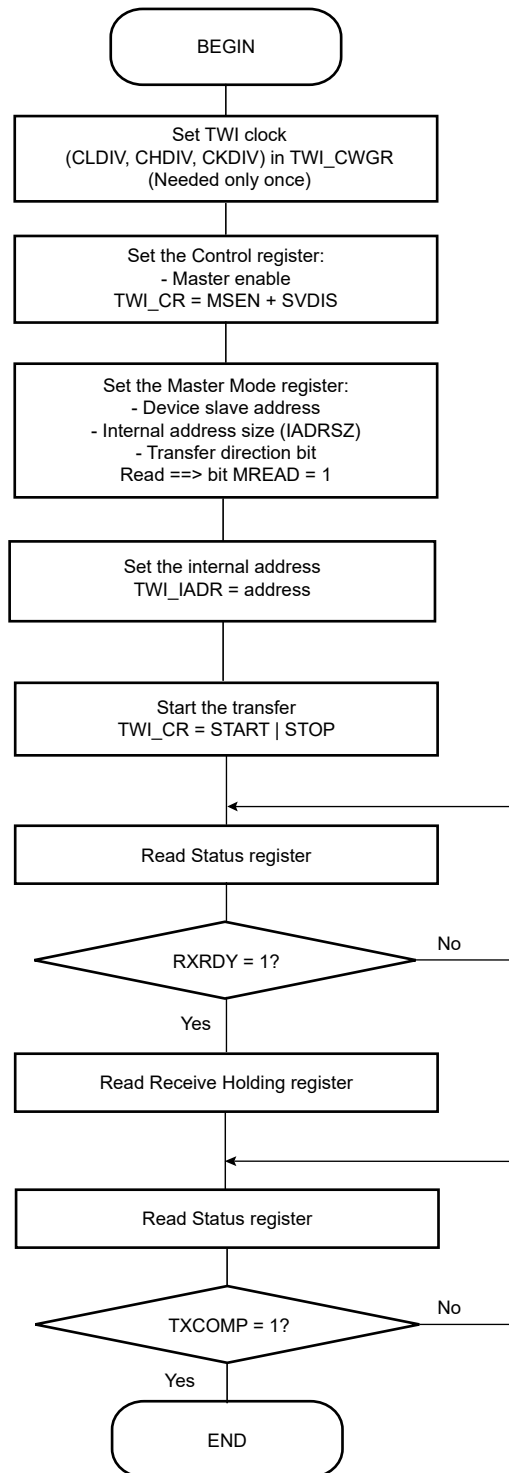 BEGIN
Set TWI clock
(CLDIV, CHDIV, CKDIV) in TWI_CWGR
(Needed only once)
Set the Control register:
- Master enable
TWI_CR = MSEN + SVDIS
Set the Master Mode register:
- Device slave address
- Internal address size (IADRSZ)
- Transfer direction bit
Read ==> bit MREAD = 1
Set the internal address
TWI_IADR = address
Start the transfer
TWI_CR = START | STOP
Read Status register
RXRDY = 1?
No
Yes
Read Receive Holding register
Read Status register
TXCOMP = 1?
No
Yes
END